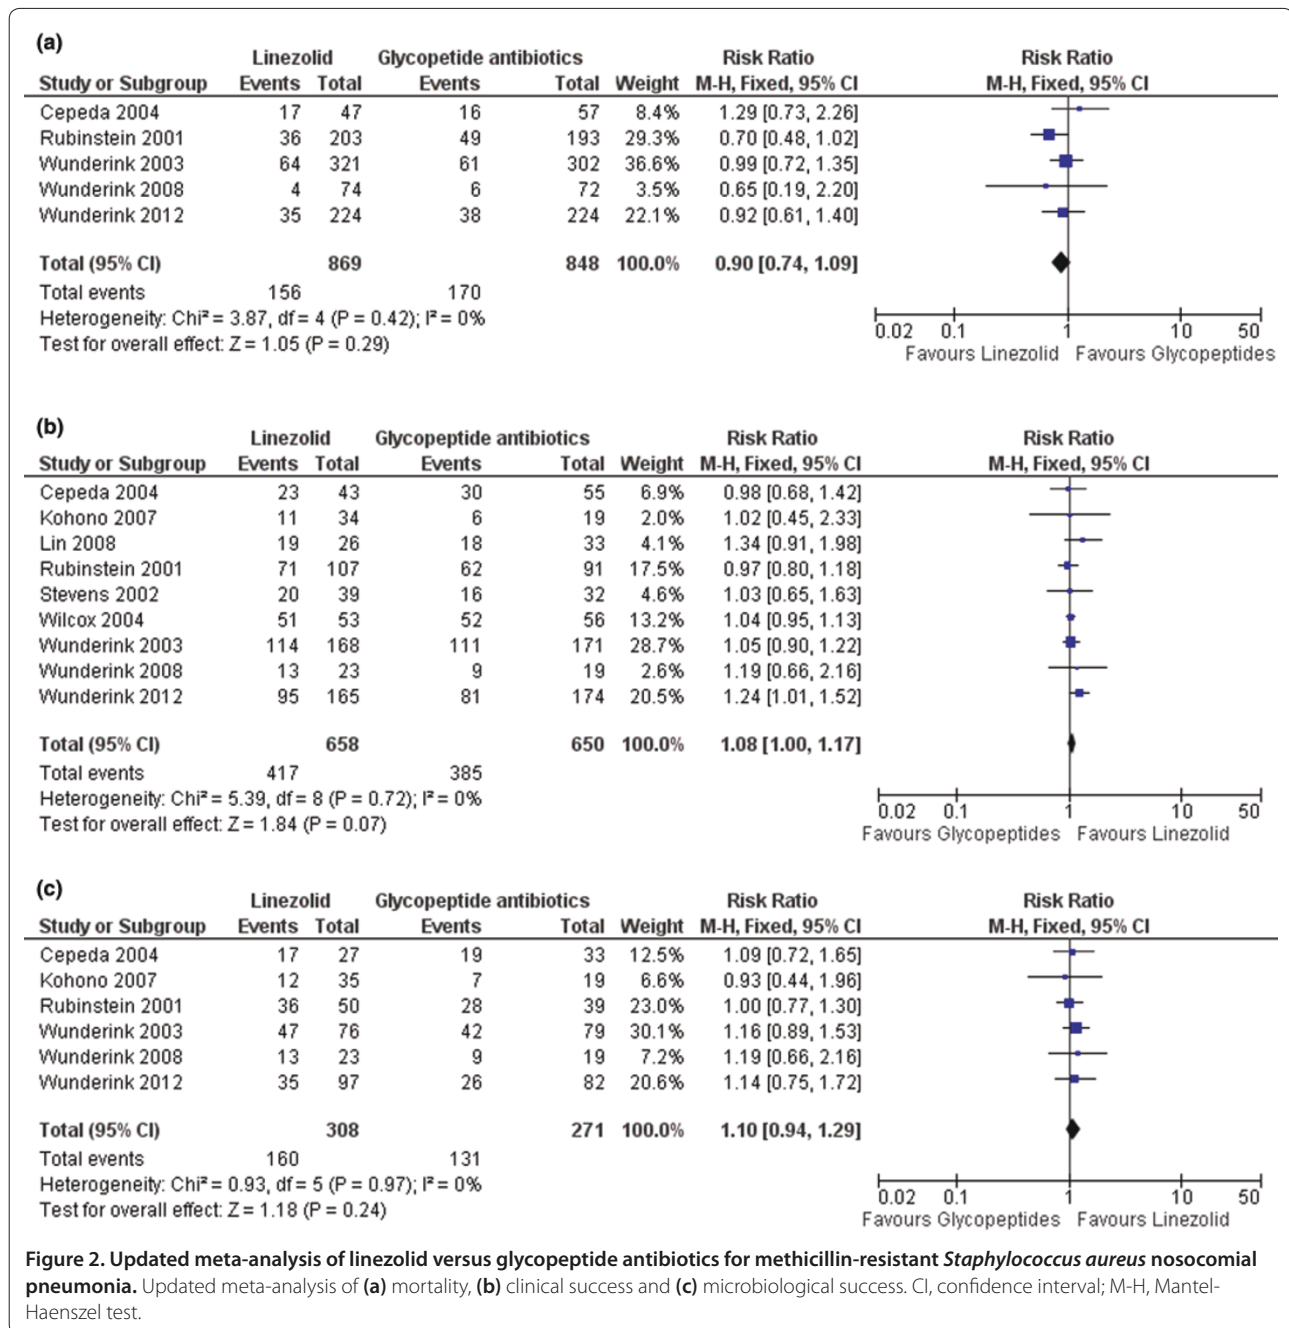 (a)
Linezolid Glycopetide antibiotics Risk Ratio Risk Ratio
Study or Subgroup Events Total Events Total Weight M-H, Fixed, 95% CI M-H, Fixed, 95% CI
Cepeda 2004 17 47 16 57 8.4% 1.29 [0.73, 2.26]
Rubinstein 2001 36 203 49 193 29.3% 0.70 [0.48, 1.02]
Wunderink 2003 64 321 61 302 36.6% 0.99 [0.72, 1.35]
Wunderink 2008 4 74 6 72 3.5% 0.65 [0.19, 2.20]
Wunderink 2012 35 224 38 224 22.1% 0.92 [0.61, 1.40]
Total (95% CI) 869 848 100.0% 0.90 [0.74, 1.09]
Total events 156 170
Heterogeneity: Chi² = 3.87, df = 4 (P = 0.42); I² = 0%
Test for overall effect: Z = 1.05 (P = 0.29)
0.02 0.1 1 10 50
Favours Linezolid Favours Glycopeptides
(b)
Linezolid Glycopeptide antibiotics Risk Ratio Risk Ratio
Study or Subgroup Events Total Events Total Weight M-H, Fixed, 95% CI M-H, Fixed, 95% CI
Cepeda 2004 23 43 30 55 6.9% 0.98 [0.68, 1.42]
Kohono 2007 11 34 6 19 2.0% 1.02 [0.45, 2.33]
Lin 2008 19 26 18 33 4.1% 1.34 [0.91, 1.98]
Rubinstein 2001 71 107 62 91 17.5% 0.97 [0.80, 1.18]
Stevens 2002 20 39 16 32 4.6% 1.03 [0.65, 1.63]
Wilcox 2004 51 53 52 56 13.2% 1.04 [0.95, 1.13]
Wunderink 2003 114 168 111 171 28.7% 1.05 [0.90, 1.22]
Wunderink 2008 13 23 9 19 2.6% 1.19 [0.66, 2.16]
Wunderink 2012 95 165 81 174 20.5% 1.24 [1.01, 1.52]
Total (95% CI) 658 650 100.0% 1.08 [1.00, 1.17]
Total events 417 385
Heterogeneity: Chi² = 5.39, df = 8 (P = 0.72); I² = 0%
Test for overall effect: Z = 1.84 (P = 0.07)
0.02 0.1 1 10 50
Favours Glycopeptides Favours Linezolid
(c)
Linezolid Glycopeptide antibiotics Risk Ratio Risk Ratio
Study or Subgroup Events Total Events Total Weight M-H, Fixed, 95% CI M-H, Fixed, 95% CI
Cepeda 2004 17 27 19 33 12.5% 1.09 [0.72, 1.65]
Kohono 2007 12 35 7 19 6.6% 0.93 [0.44, 1.96]
Rubinstein 2001 36 50 28 39 23.0% 1.00 [0.77, 1.30]
Wunderink 2003 47 76 42 79 30.1% 1.16 [0.89, 1.53]
Wunderink 2008 13 23 9 19 7.2% 1.19 [0.66, 2.16]
Wunderink 2012 35 97 26 82 20.6% 1.14 [0.75, 1.72]
Total (95% CI) 308 271 100.0% 1.10 [0.94, 1.29]
Total events 160 131
Heterogeneity: Chi² = 0.93, df = 5 (P = 0.97); I² = 0%
Test for overall effect: Z = 1.18 (P = 0.24)
0.02 0.1 1 10 50
Favours Glycopeptides Favours Linezolid
Figure 2. Updated meta-analysis of linezolid versus glycopeptide antibiotics for methicillin-resistant Staphylococcus aureus nosocomial
pneumonia. Updated meta-analysis of (a) mortality, (b) clinical success and (c) microbiological success. CI, confidence interval; M-H, Mantel-
Haenszel test.